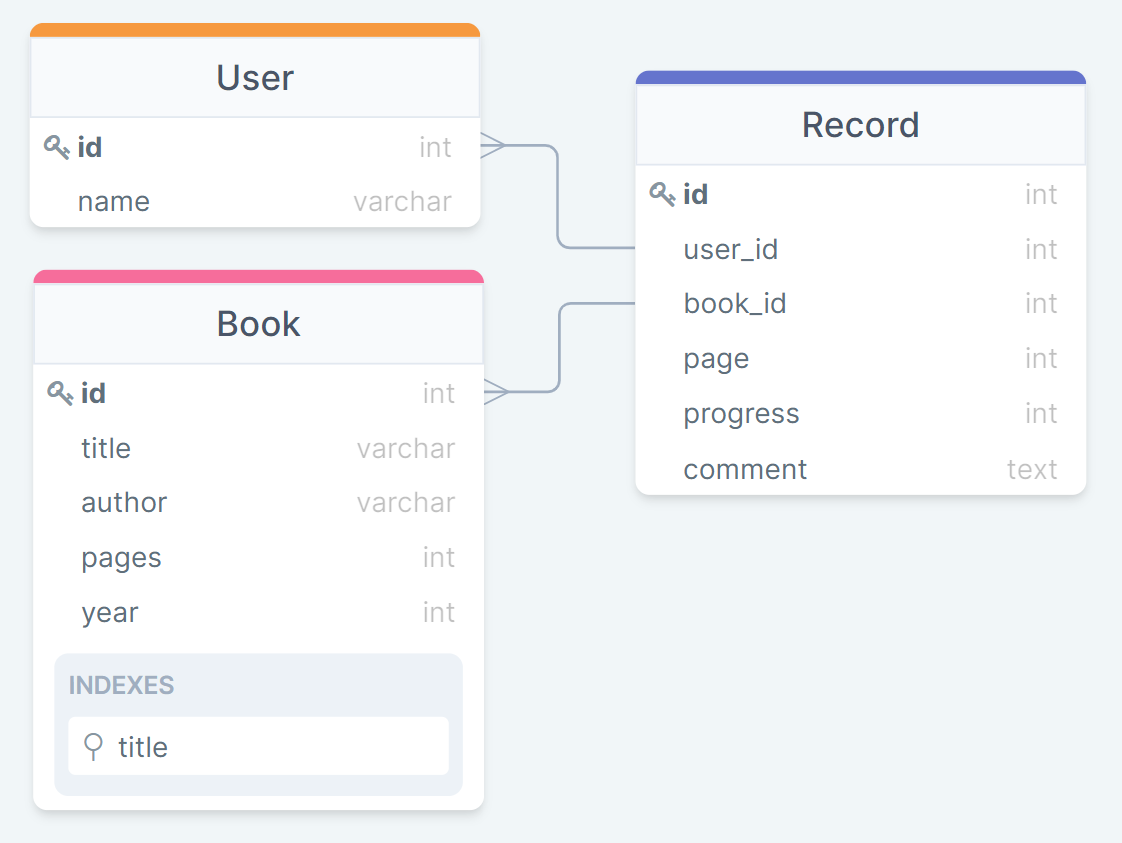 User
id int
name varchar
Book
id int
title varchar
author varchar
pages int
year int
INDEXES
title
Record
id int
user_id int
book_id int
page int
progress int
comment text